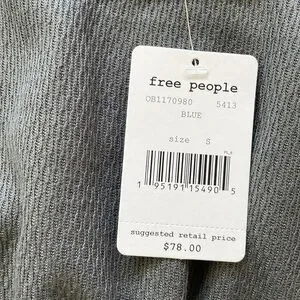 free people
OB1170980 5413
BLUE
size S
1 95191 15490 5
suggested retail price
$78.00